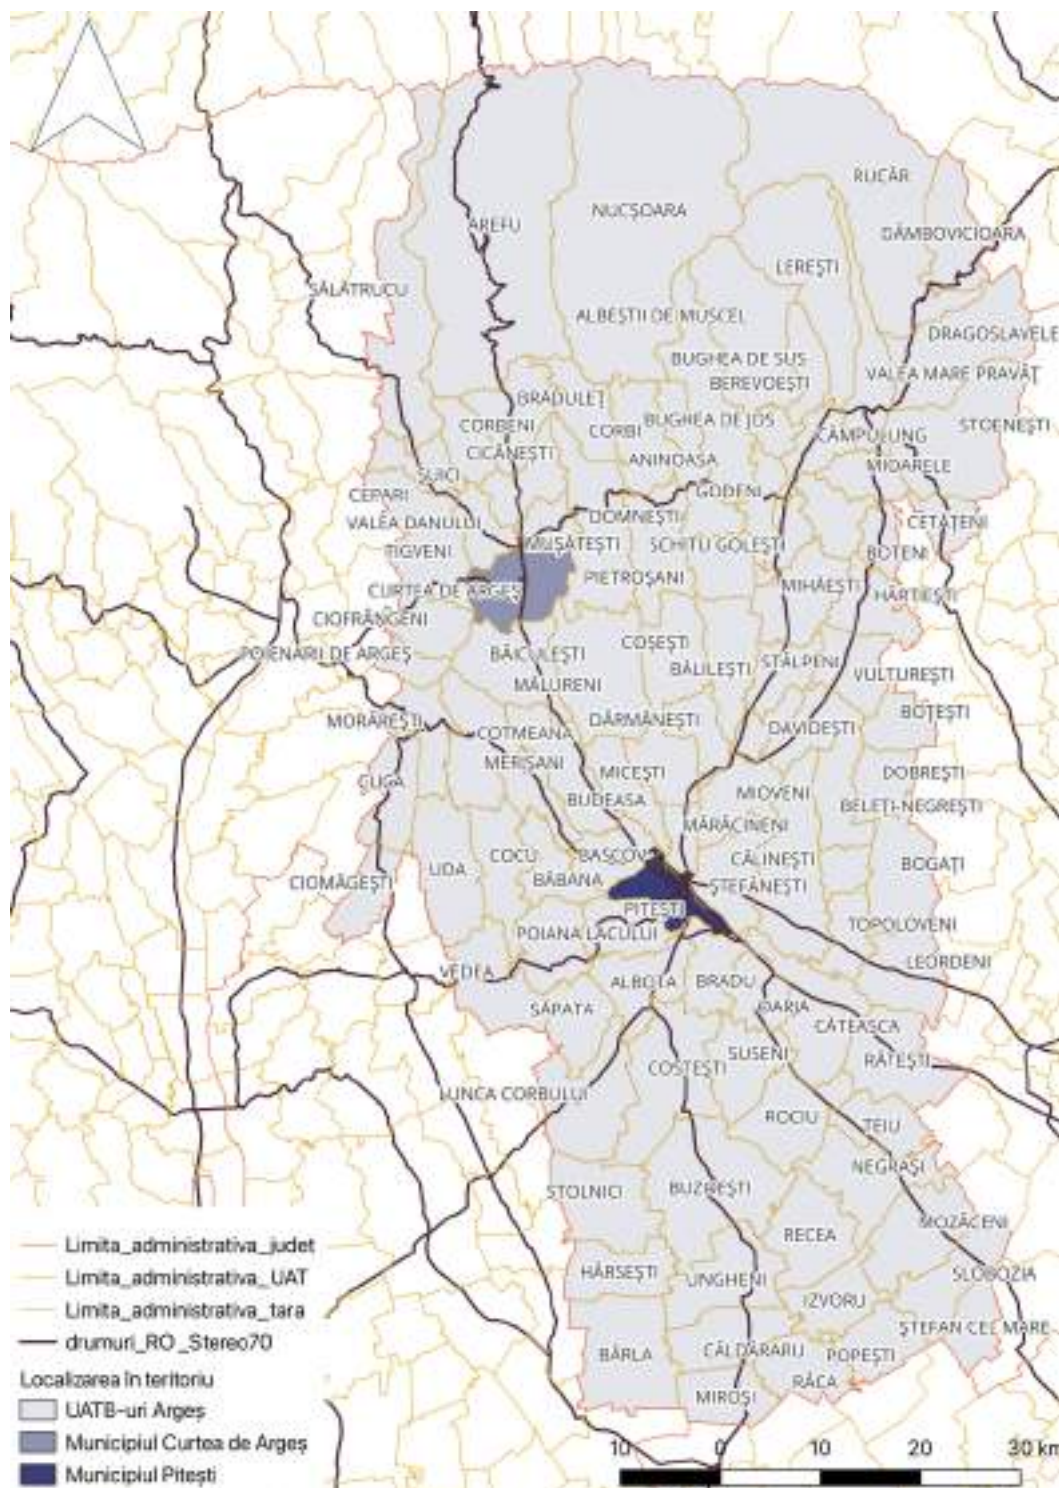 RUCĂR
NUCȘOARA
AREFU
DÂMBOVICIOARA
LEREȘTI
SĂLĂTRUCU
ALBEȘTII DE MUSCEL
DRAGOSLAVELE
BUGHEA DE SUS
VALEA MARE PRAVĂȚ
BEREVOEȘTI
BRĂDULEȚ
CORBENI
CORBI
BUGHEA DE JOS
STOENEȘTI
CÂMPULUNG
CICĂNEȘTI
ANINOASA
MIOARELE
ȘUICI
CEPARI
GODENI
VALEA DANULUI
DOMNEȘTI
CETĂȚENI
MUȘĂTEȘTI
SCHITU GOLEȘTI
TIGVENI
BOTENI
PIETROȘANI
MIHĂEȘTI
CURTEA DE ARGEȘ
HÂRTIEȘTI
CIOFRÂNGENI
COȘEȘTI
POIENARII DE ARGEȘ
BĂICULEȘTI
BĂLILEȘTI
STÂLPENI
VULTUREȘTI
MĂLURENI
MORĂREȘTI
DÂRMĂNEȘTI
BOȚEȘTI
COTMEANA
DAVIDEȘTI
MERIȘANI
MICEȘTI
DOBREȘTI
CUCA
BUDEASA
MIOVENI
BELEȚI-NEGREȘTI
MĂRĂCINENI
COCU
BASCOV
CĂLINEȘTI
BOGAȚI
UDA
CIOMĂGEȘTI
BĂBANA
ȘTEFĂNEȘTI
PITEȘTI
POIANA LACULUI
TOPOLOVENI
LEORDENI
VEDEA
ALBOTA
BRADU
SĂPATA
OARJA
CĂTEASCA
SUSENI
RĂTEȘTI
COSTEȘTI
LUNCA CORBULUI
ROCIU
TEIU
NEGRAȘI
STOLNICI
BUZOEȘTI
MOZĂCENI
RECEA
HÂRSEȘTI
UNGHENI
SLOBOZIA
IZVORU
ȘTEFAN CEL MARE
BÂRLA
CĂLDĂRARU
POPEȘTI
RÂCA
MIROȘI
Limita_administrativa_judet
Limita_administrativa_UAT
Limita_administrativa_tara
drumuri_RO_Stereo70
Localizarea în teritoriu
UATB-uri Argeș
Municipiul Curtea de Argeș
Municipiul Pitești
10 0 10 20 30 km